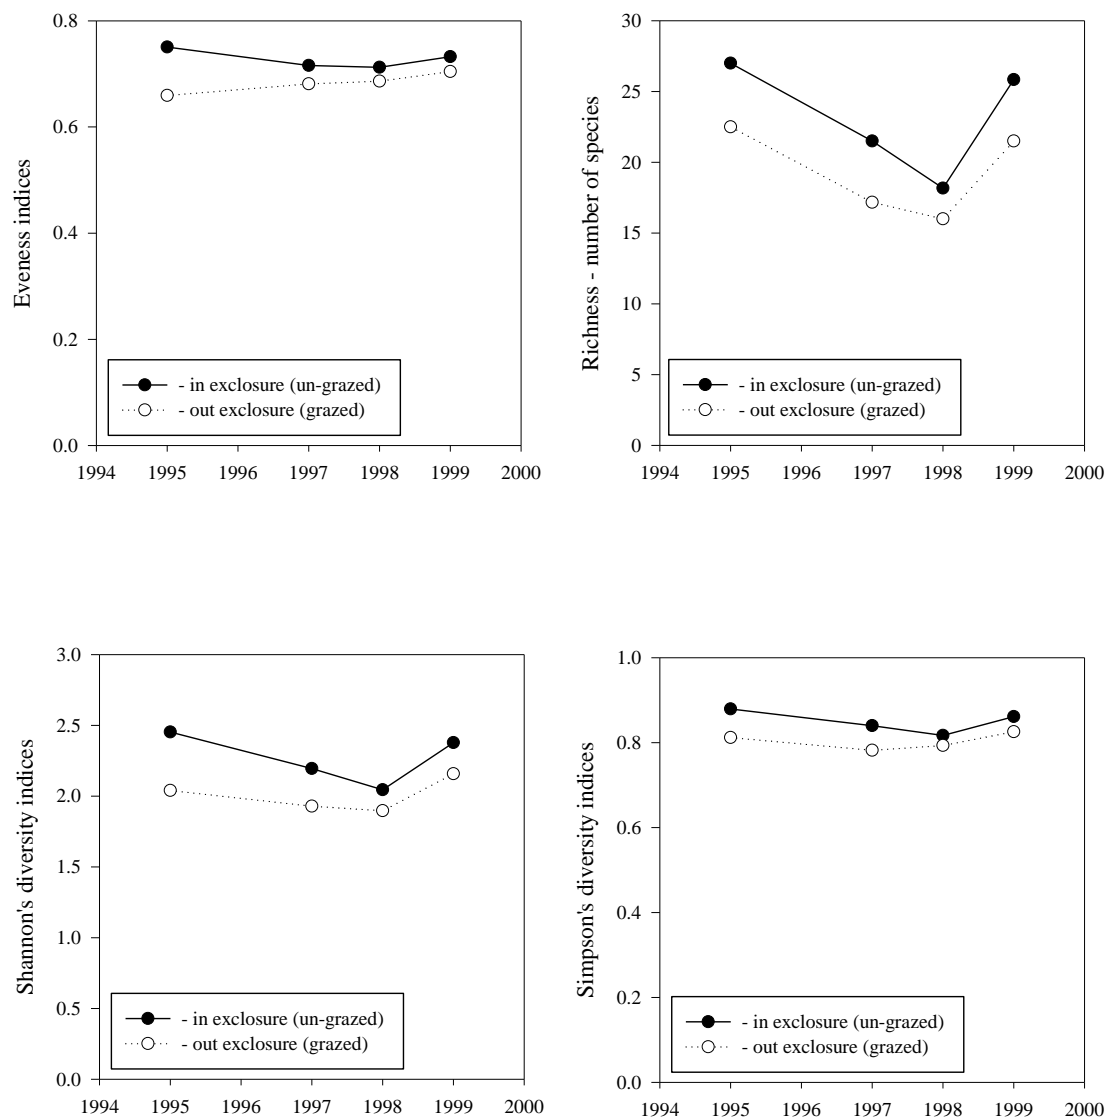 Eveness indices
0.8
0.6
0.4
0.2
0.0
- in exclosure (un-grazed)
- out exclosure (grazed)
1994 1995 1996 1997 1998 1999 2000
Richness - number of species
30
25
20
15
10
5
0
- in exclosure (un-grazed)
- out exclosure (grazed)
1994 1995 1996 1997 1998 1999 2000
Shannon's diversity indices
3.0
2.5
2.0
1.5
1.0
0.5
0.0
- in exclosure (un-grazed)
- out exclosure (grazed)
1994 1995 1996 1997 1998 1999 2000
Simpson's diversity indices
1.0
0.8
0.6
0.4
0.2
0.0
- in exclosure (un-grazed)
- out exclosure (grazed)
1994 1995 1996 1997 1998 1999 2000